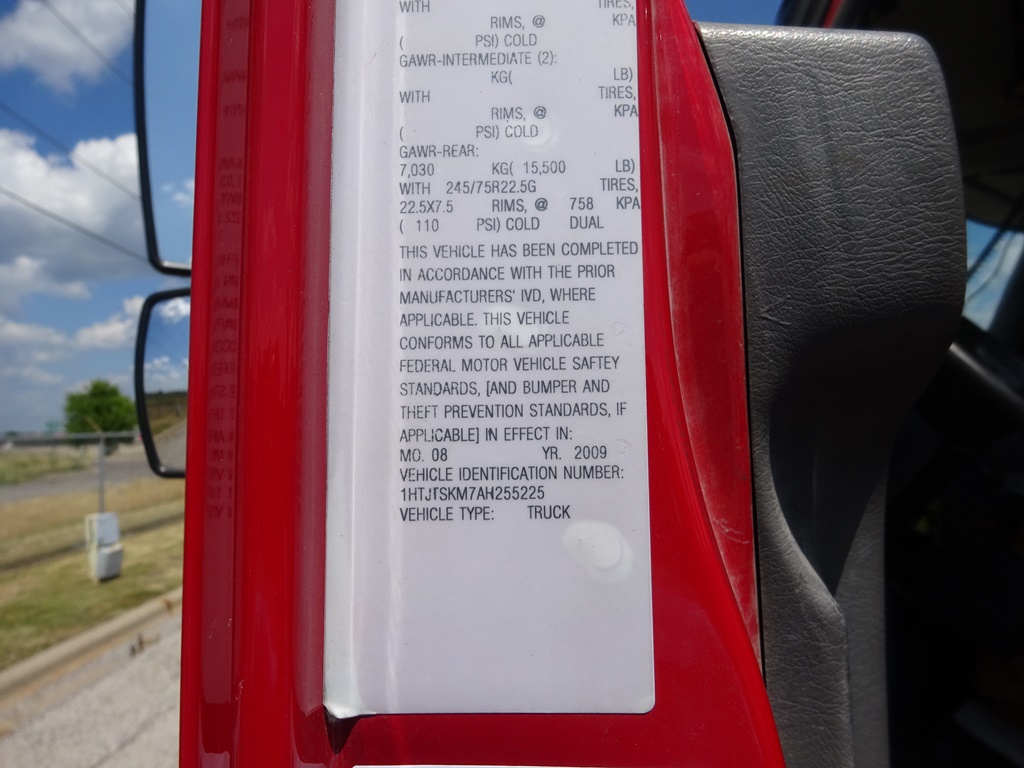 WITH TIRES,
RIMS, @ KPA
( PSI) COLD
GAWR-INTERMEDIATE (2):
KG( LB)
WITH TIRES,
RIMS, @ KPA
( PSI) COLD
GAWR-REAR:
7,030 KG( 15,500 LB)
WITH 245/75R22.5G TIRES,
22.5X7.5 RIMS, @ 758 KPA
( 110 PSI) COLD DUAL
THIS VEHICLE HAS BEEN COMPLETED
IN ACCORDANCE WITH THE PRIOR
MANUFACTURERS' IVD, WHERE
APPLICABLE. THIS VEHICLE
CONFORMS TO ALL APPLICABLE
FEDERAL MOTOR VEHICLE SAFTEY
STANDARDS, [AND BUMPER AND
THEFT PREVENTION STANDARDS, IF
APPLICABLE] IN EFFECT IN:
MO. 08 YR. 2009
VEHICLE IDENTIFICATION NUMBER:
1HTJTSKM7AH255225
VEHICLE TYPE: TRUCK